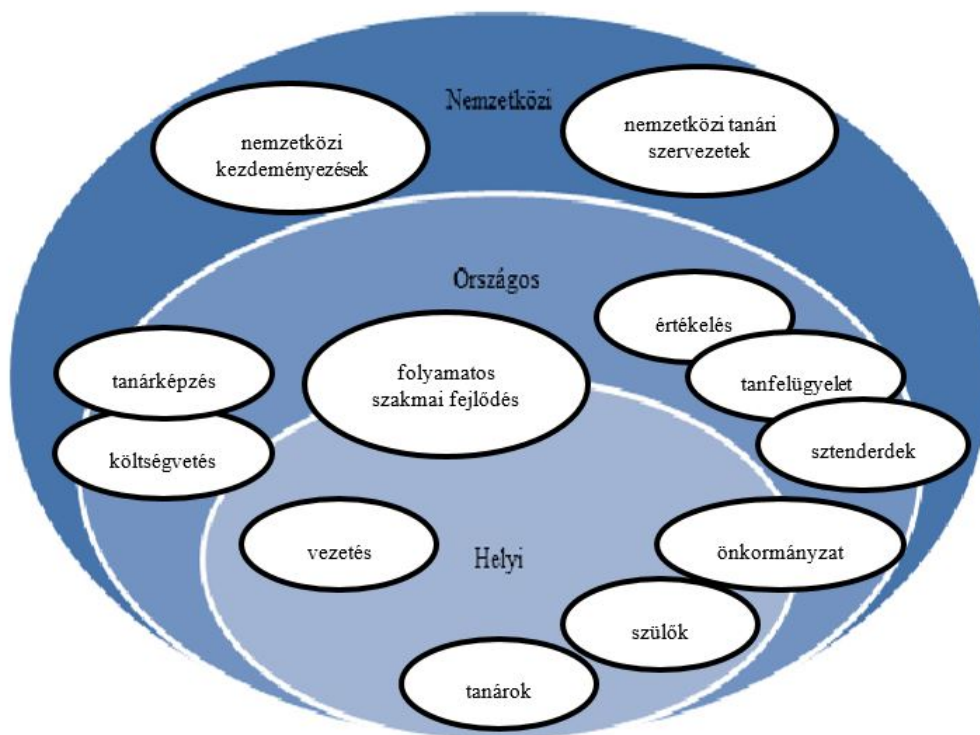 Nemzetközi
nemzetközi
kezdeményezések
nemzetközi tanári
szervezetek
Országos
értékelés
tanárképzés
folyamatos
szakmai fejlődés
tanfelügyelet
költségvetés
sztenderdek
vezetés
Helyi
önkormányzat
szülők
tanárok